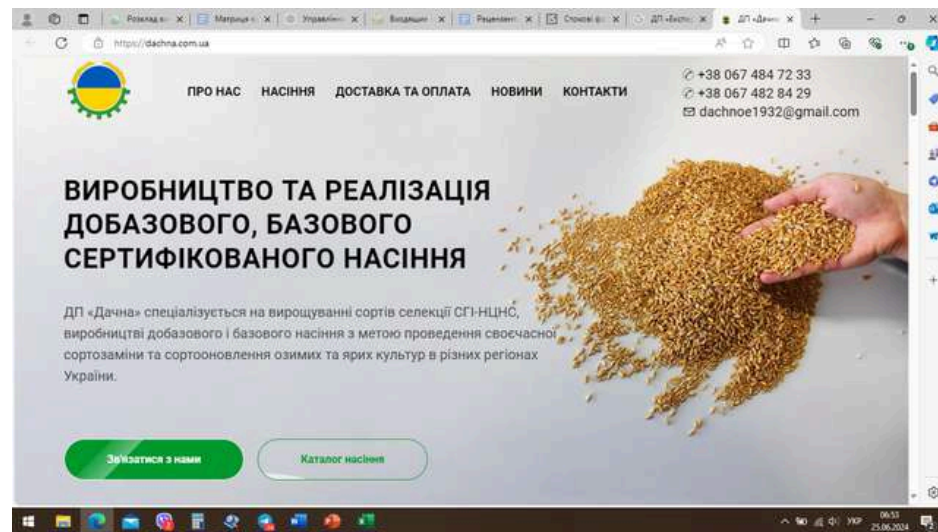 https://dachna.com.ua
ПРО НАС НАСІННЯ ДОСТАВКА ТА ОПЛАТА НОВИНИ КОНТАКТИ
+38 067 484 72 33
+38 067 482 84 29
dachnoe1932@gmail.com
ВИРОБНИЦТВО ТА РЕАЛІЗАЦІЯ
ДОБАЗОВОГО, БАЗОВОГО
СЕРТИФІКОВАНОГО НАСІННЯ
ДП «Дачна» спеціалізується на вирощуванні сортів селекції СГІ-НЦНС,
виробництві добазового і базового насіння з метою проведення своєчасної
сортозаміни та сортооновлення озимих та ярих культур в різних регіонах
України.
Зв'язатися з нами Каталог насіння
УКР
06:53
25.06.2024